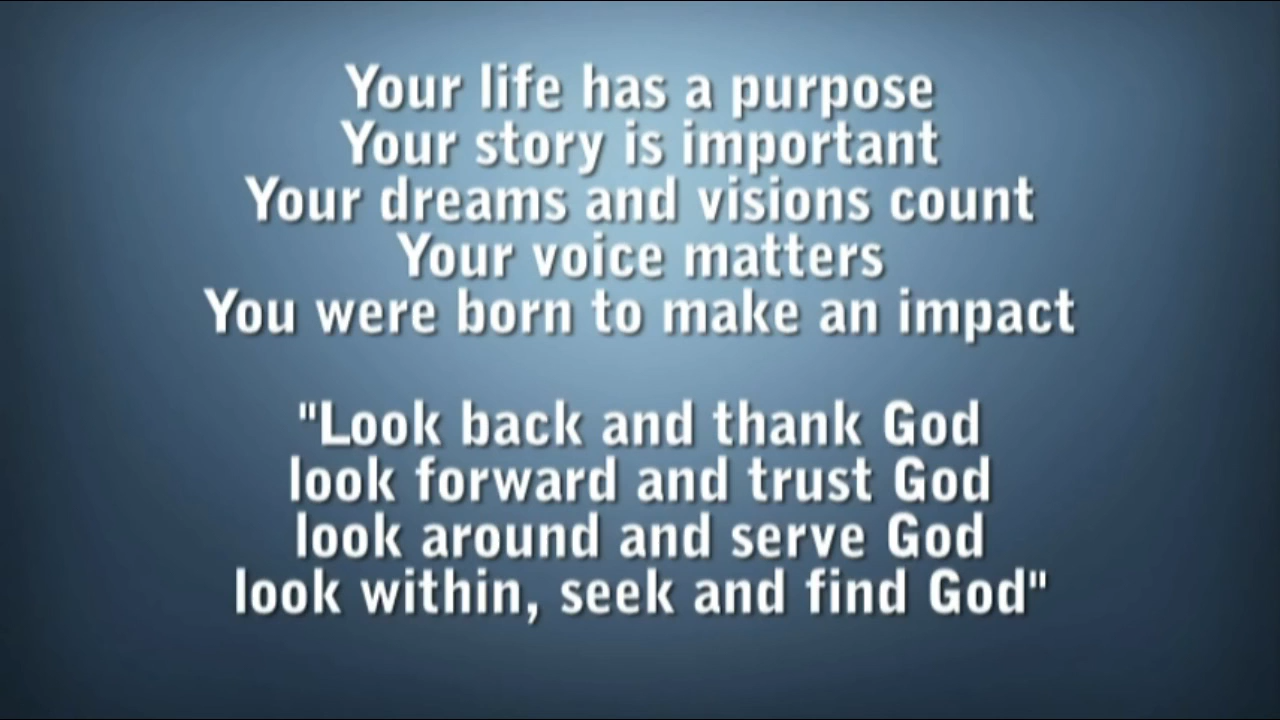 Your life has a purpose
Your story is important
Your dreams and visions count
Your voice matters
You were born to make an impact
"Look back and thank God
look forward and trust God
look around and serve God
look within, seek and find God"